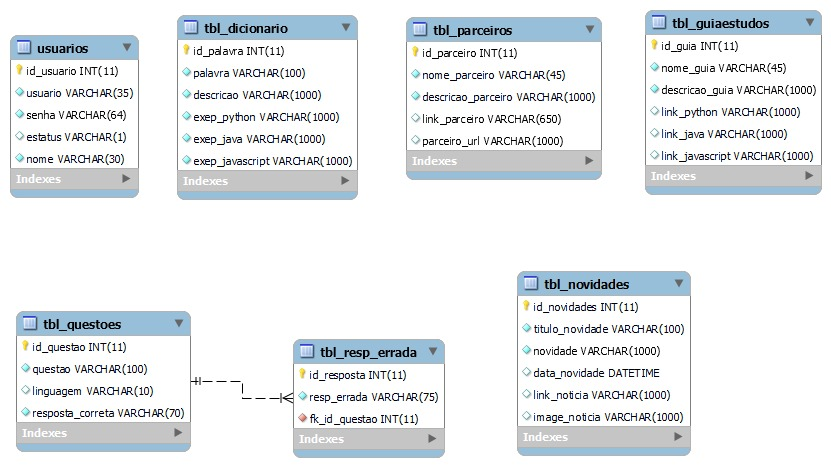 usuarios
id_usuario INT(11)
usuario VARCHAR(35)
senha VARCHAR(64)
estatus VARCHAR(1)
nome VARCHAR(30)
Indexes
tbl_dicionario
id_palavra INT(11)
palavra VARCHAR(100)
descricao VARCHAR(1000)
exep_python VARCHAR(1000)
exep_java VARCHAR(1000)
exep_javascript VARCHAR(1000)
Indexes
tbl_parceiros
id_parceiro INT(11)
nome_parceiro VARCHAR(45)
descricao_parceiro VARCHAR(1000)
link_parceiro VARCHAR(650)
parceiro_url VARCHAR(1000)
Indexes
tbl_guiaestudos
id_guia INT(11)
nome_guia VARCHAR(45)
descricao_guia VARCHAR(1000)
link_python VARCHAR(1000)
link_java VARCHAR(1000)
link_javascript VARCHAR(1000)
Indexes
tbl_questoes
id_questao INT(11)
questao VARCHAR(100)
linguagem VARCHAR(10)
resposta_correta VARCHAR(70)
Indexes
tbl_resp_errada
id_resposta INT(11)
resp_errada VARCHAR(75)
fk_id_questao INT(11)
Indexes
tbl_novidades
id_novidades INT(11)
titulo_novidade VARCHAR(100)
novidade VARCHAR(1000)
data_novidade DATETIME
link_noticia VARCHAR(1000)
image_noticia VARCHAR(1000)
Indexes